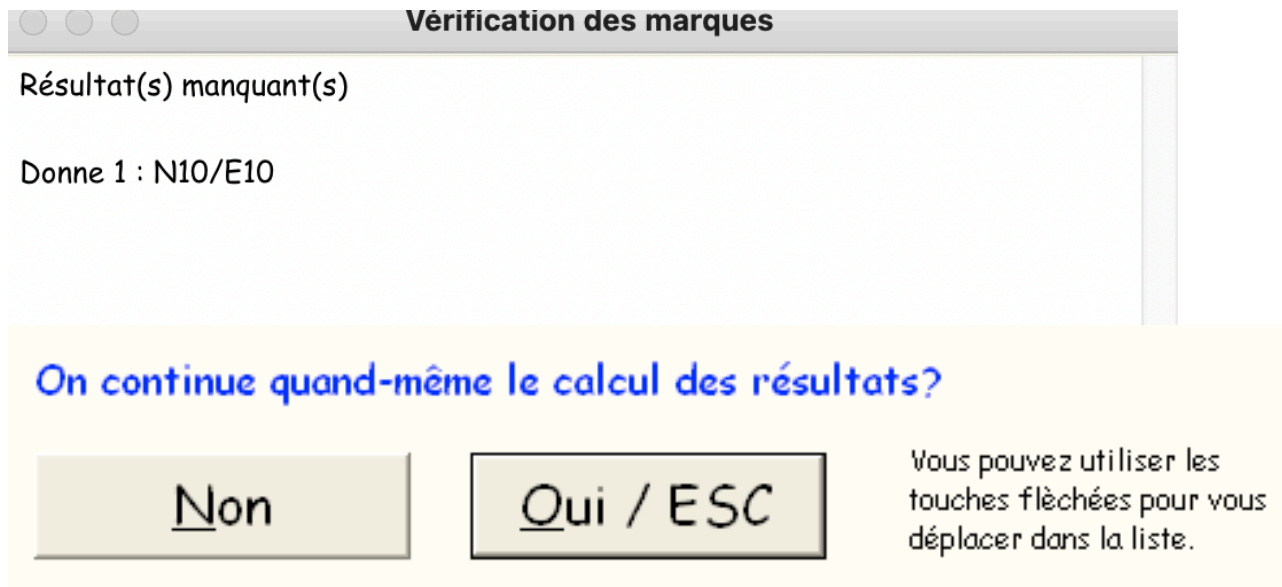 Vérification des marques
Résultat(s) manquant(s)
Donne 1 : N10/E10
On continue quand-même le calcul des résultats?
Non
Oui / ESC
Vous pouvez utiliser les
touches flèchées pour vous
déplacer dans la liste.